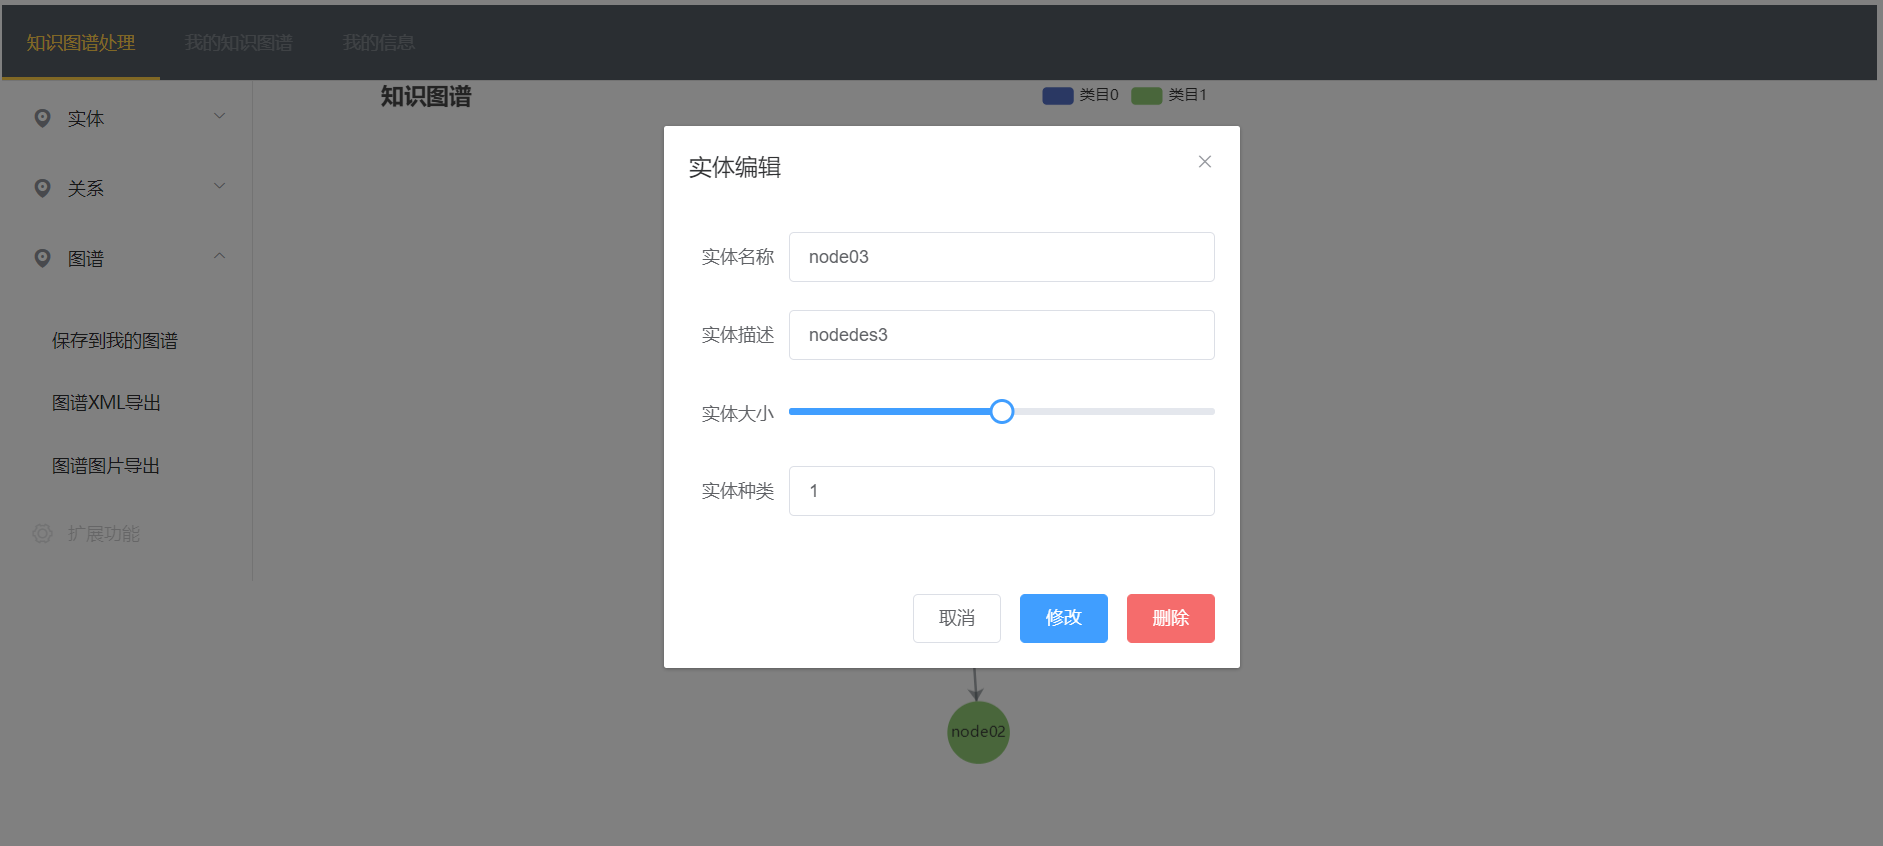 知识图谱处理 我的知识图谱 我的信息
实体
关系
图谱
保存到我的图谱
图谱XML导出
图谱图片导出
扩展功能
知识图谱
类目0 类目1
实体编辑
实体名称 node03
实体描述 nodedes3
实体大小
实体种类 1
取消 修改 删除
node02